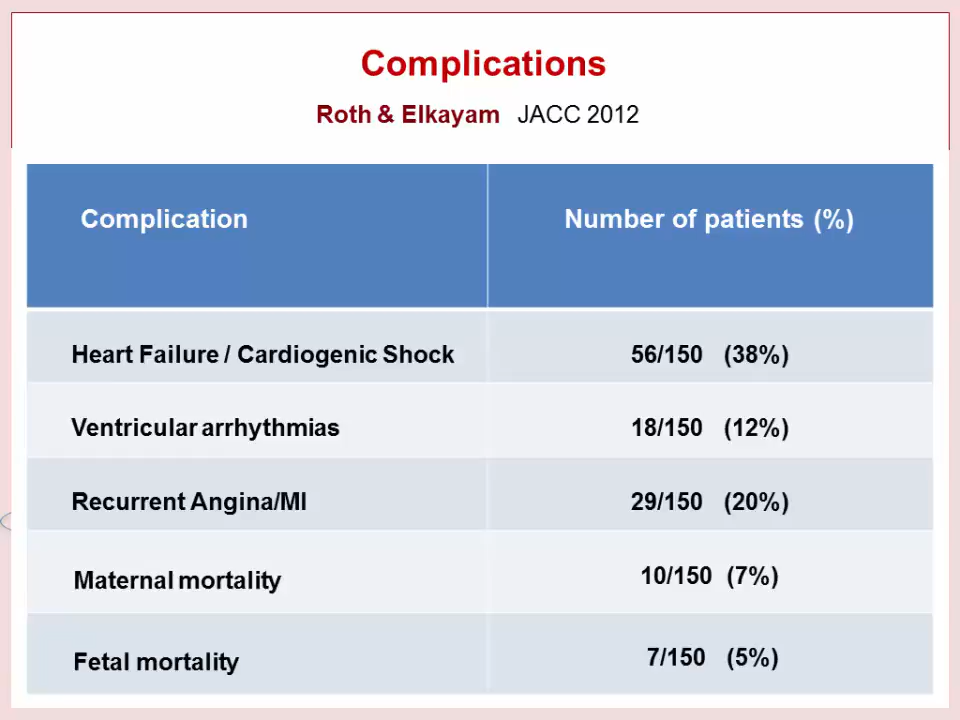 Complications
Roth & Elkayam JACC 2012
Complication Number of patients (%)
Heart Failure / Cardiogenic Shock 56/150 (38%)
Ventricular arrhythmias 18/150 (12%)
Recurrent Angina/MI 29/150 (20%)
Maternal mortality 10/150 (7%)
Fetal mortality 7/150 (5%)